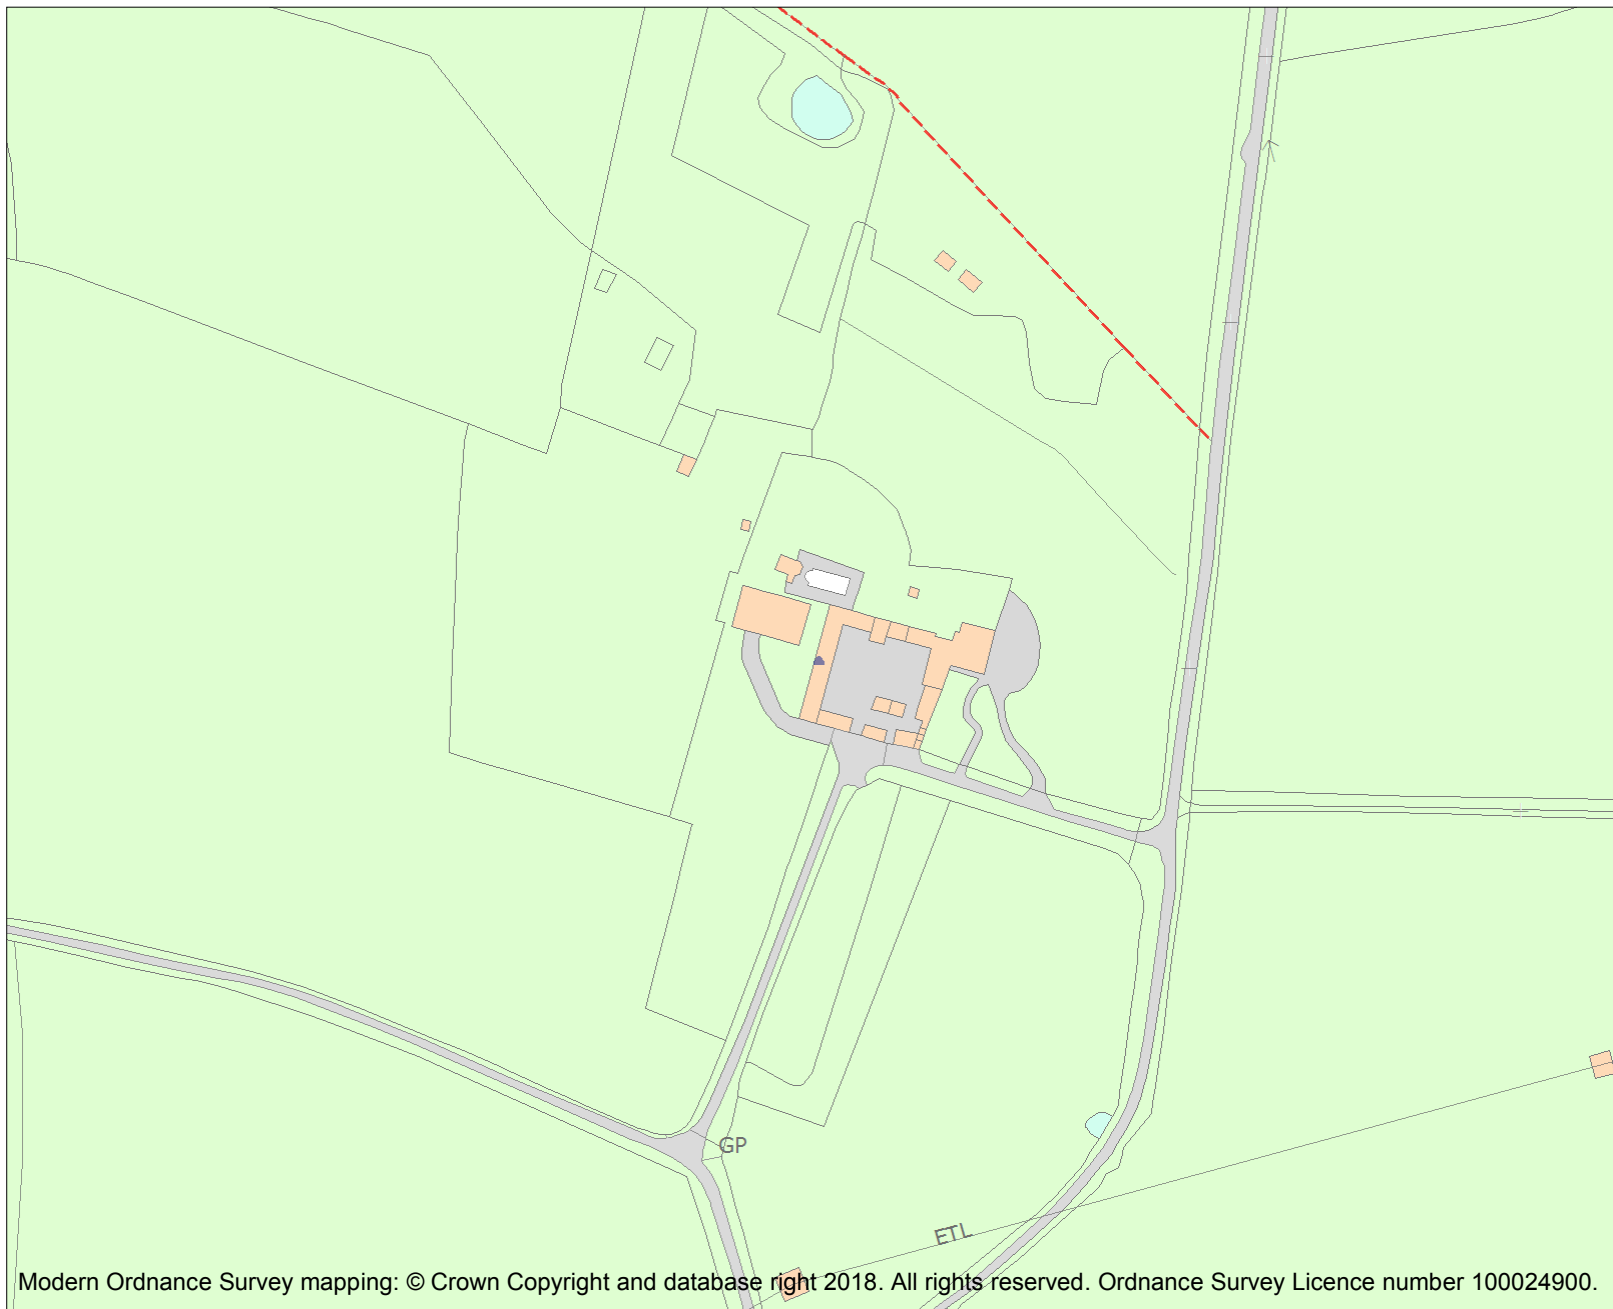 GP
ETL
Modern Ordnance Survey mapping: © Crown Copyright and database right 2018. All rights reserved. Ordnance Survey Licence number 100024900.